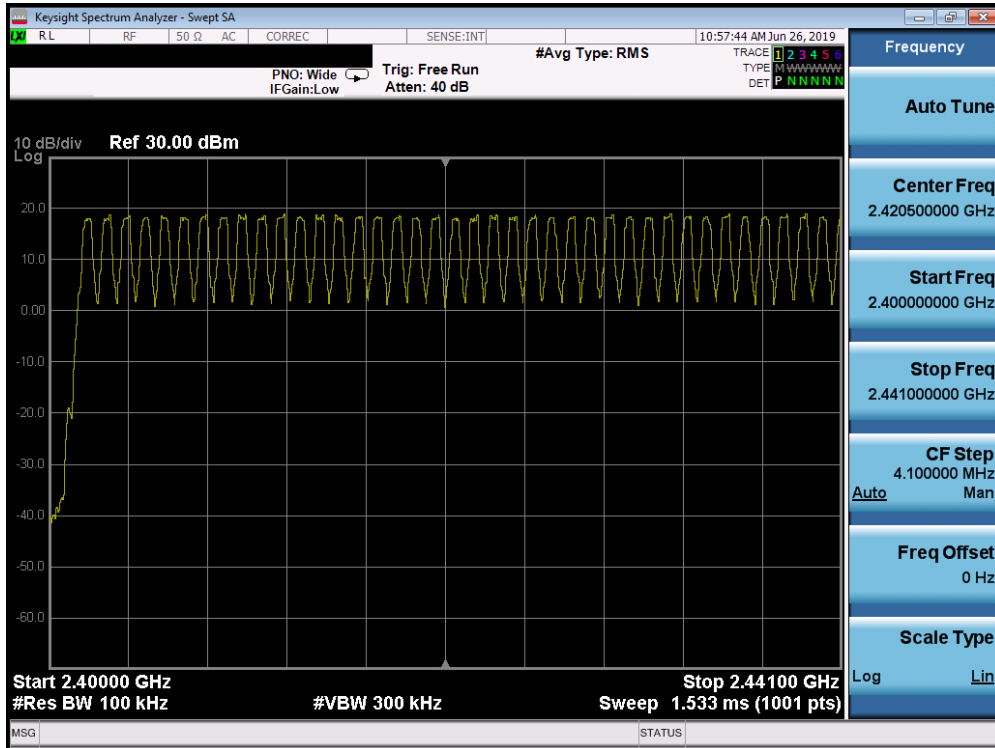 Keysight Spectrum Analyzer - Swept SA
LXI RL RF 50 Ω AC CORREC SENSE:INT 10:57:44 AM Jun 26, 2019
#Avg Type: RMS TRACE 1 2 3 4 5 6
PNO: Wide Trig: Free Run TYPE M WWWWW
IFGain:Low Atten: 40 dB DET P N N N N N
10 dB/div Ref 30.00 dBm
Log
20.0
10.0
0.00
-10.0
-20.0
-30.0
-40.0
-50.0
-60.0
Start 2.40000 GHz Stop 2.44100 GHz
#Res BW 100 kHz #VBW 300 kHz Sweep 1.533 ms (1001 pts)
MSG STATUS
Frequency
Auto Tune
Center Freq
2.420500000 GHz
Start Freq
2.400000000 GHz
Stop Freq
2.441000000 GHz
CF Step
4.100000 MHz
Auto Man
Freq Offset
0 Hz
Scale Type
Log Lin